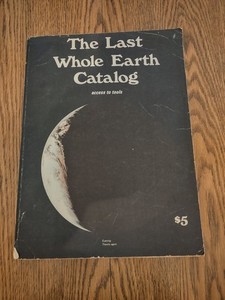 The Last
Whole Earth
Catalog
access to tools
$5